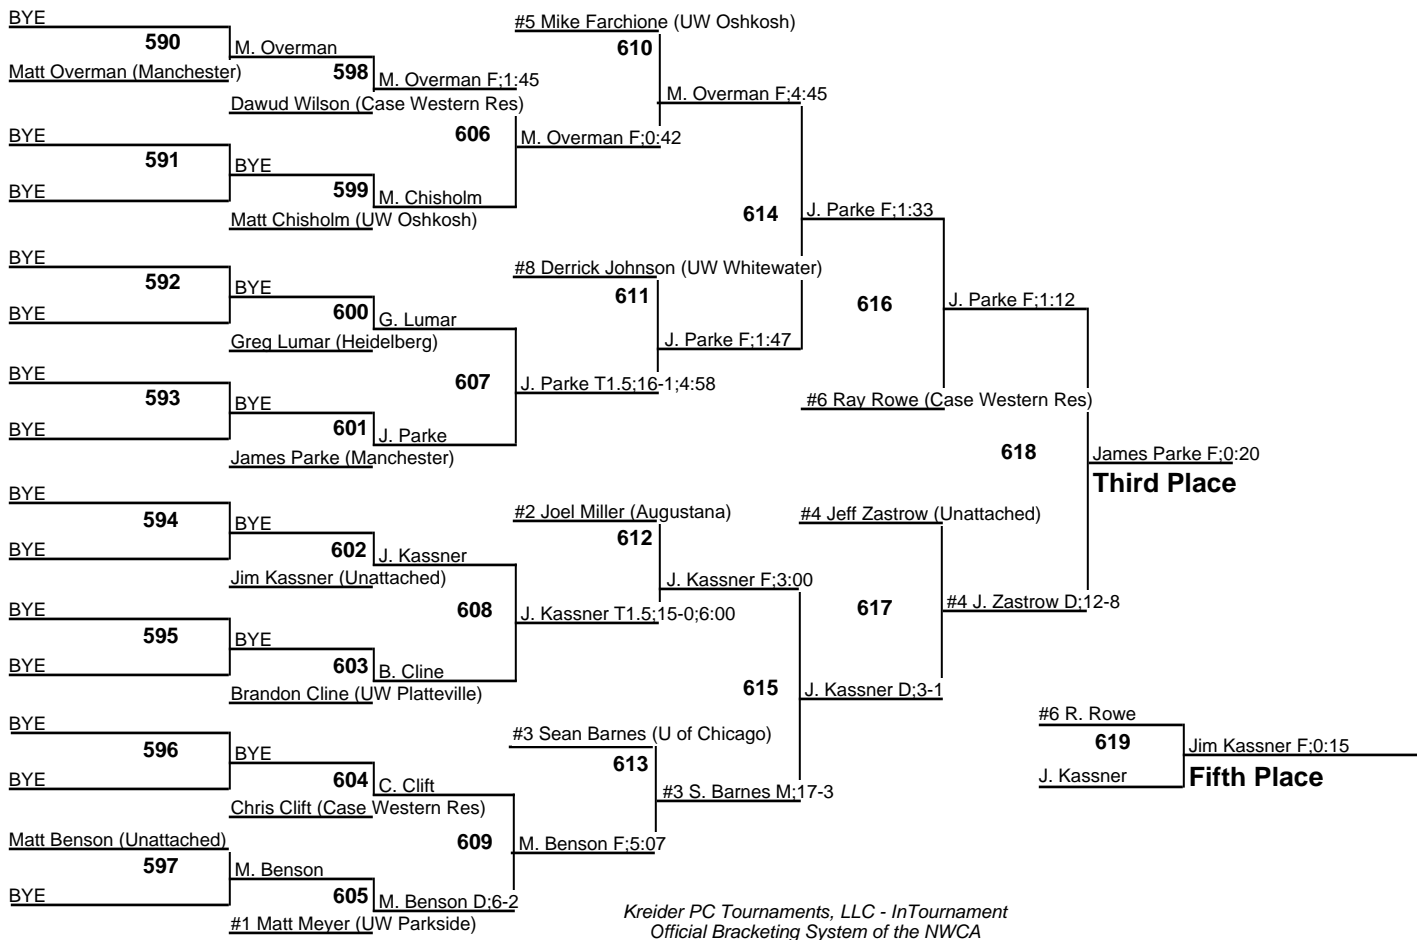 BYE
590
Matt Overman (Manchester)
M. Overman
598
Dawud Wilson (Case Western Res)
M. Overman F;1:45
BYE
591
BYE
BYE
599
Matt Chisholm (UW Oshkosh)
M. Chisholm
606
#5 Mike Farchione (UW Oshkosh)
610
M. Overman F;0:42
M. Overman F;4:45
BYE
592
BYE
BYE
600
Greg Lumar (Heidelberg)
G. Lumar
BYE
593
BYE
BYE
601
James Parke (Manchester)
J. Parke
607
#8 Derrick Johnson (UW Whitewater)
611
J. Parke T1.5;16-1;4:58
J. Parke F;1:47
614
J. Parke F;1:33
616
#6 Ray Rowe (Case Western Res)
J. Parke F;1:12
BYE
594
BYE
BYE
602
Jim Kassner (Unattached)
J. Kassner
BYE
595
BYE
BYE
603
Brandon Cline (UW Platteville)
B. Cline
608
#2 Joel Miller (Augustana)
612
J. Kassner T1.5;15-0;6:00
J. Kassner F;3:00
BYE
596
BYE
BYE
604
Chris Clift (Case Western Res)
C. Clift
Matt Benson (Unattached)
597
BYE
M. Benson
605
#1 Matt Meyer (UW Parkside)
M. Benson D;6-2
609
#3 Sean Barnes (U of Chicago)
613
M. Benson F;5:07
#3 S. Barnes M;17-3
615
#4 Jeff Zastrow (Unattached)
617
J. Kassner D;3-1
#4 J. Zastrow D;12-8
618
James Parke F;0:20
Third Place
#6 R. Rowe
619
J. Kassner
Jim Kassner F;0:15
Fifth Place
Kreider PC Tournaments, LLC - InTournament
Official Bracketing System of the NWCA